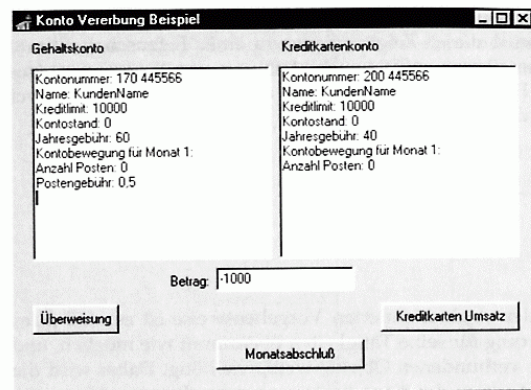 Konto Vererbung Beispiel
Gehaltskonto
Kontonummer: 170 445566
Name: KundenName
Kreditlimit: 10000
Kontostand: 0
Jahresgebühr: 60
Kontobewegung für Monat 1:
Anzahl Posten: 0
Postengebühr: 0,5
Kreditkartenkonto
Kontonummer: 200 445566
Name: KundenName
Kreditlimit: 10000
Kontostand: 0
Jahresgebühr: 40
Kontobewegung für Monat 1:
Anzahl Posten: 0
Betrag: -1000
Überweisung
Kreditkarten Umsatz
Monatsabschluß